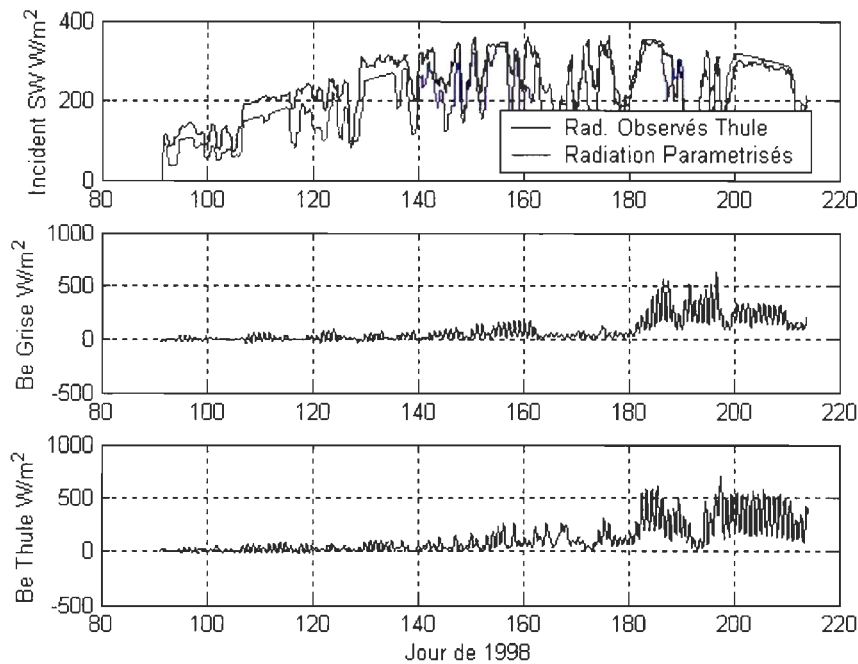 400
200
0
Incident SW W/m²
Rad. Observés Thule
Radiation Parametrisés
80 100 120 140 160 180 200 220
1000
500
0
-500
Be Grise W/m²
80 100 120 140 160 180 200 220
1000
500
0
-500
Be Thule W/m²
80 100 120 140 160 180 200 220
Jour de 1998